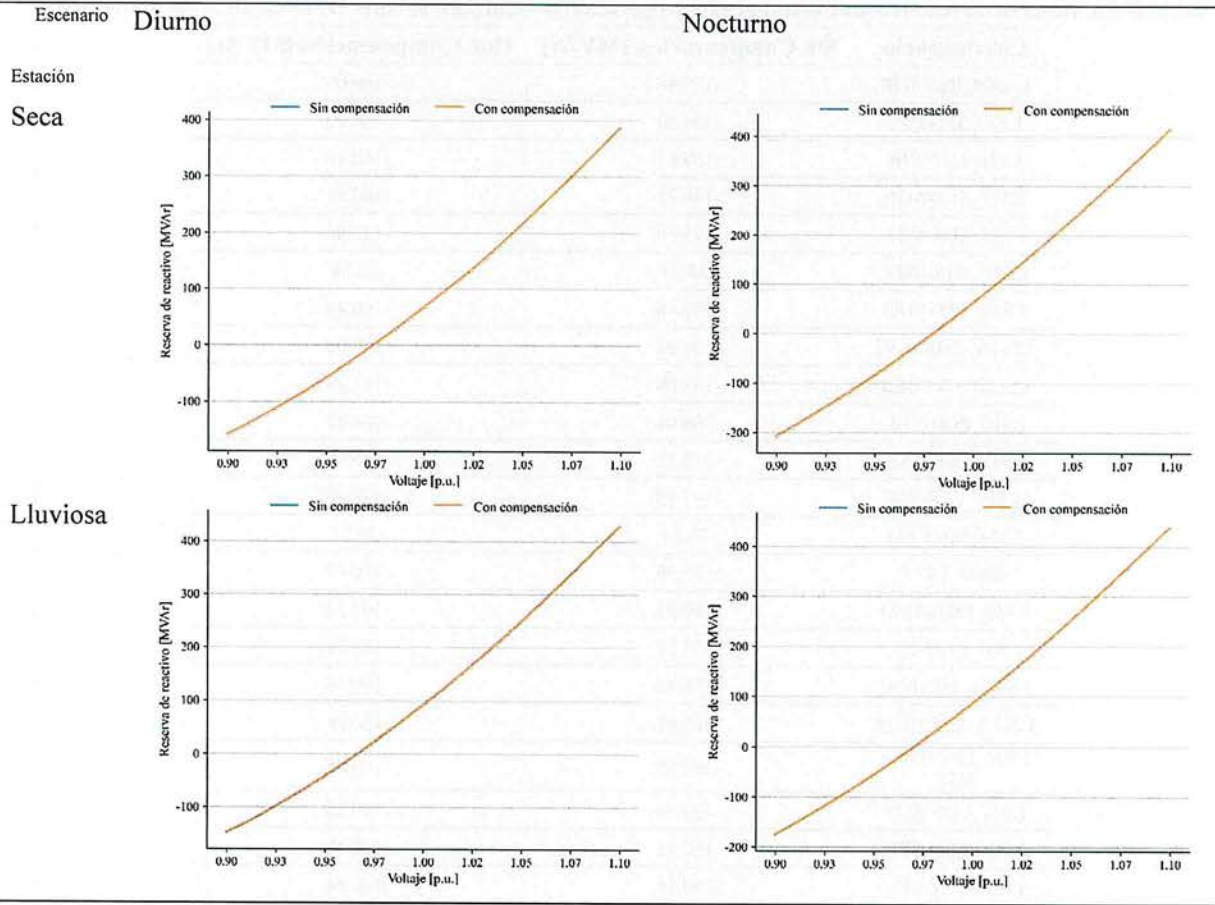 Escenario
Diurno
Nocturno
Estación
Seca
Sin compensación
Con compensación
Reserva de reactivo [MVAr]
400
300
200
100
0
-100
0.90
0.93
0.95
0.97
1.00
1.02
1.05
1.07
1.10
Voltaje [p.u.]
Sin compensación
Con compensación
Reserva de reactivo [MVAr]
400
300
200
100
0
-100
-200
0.90
0.93
0.95
0.97
1.00
1.02
1.05
1.07
1.10
Voltaje [p.u.]
Lluviosa
Sin compensación
Con compensación
Reserva de reactivo [MVAr]
400
300
200
100
0
-100
0.90
0.93
0.95
0.97
1.00
1.02
1.05
1.07
1.10
Voltaje [p.u.]
Sin compensación
Con compensación
Reserva de reactivo [MVAr]
400
300
200
100
0
-100
-200
0.90
0.93
0.95
0.97
1.00
1.02
1.05
1.07
1.10
Voltaje [p.u.]